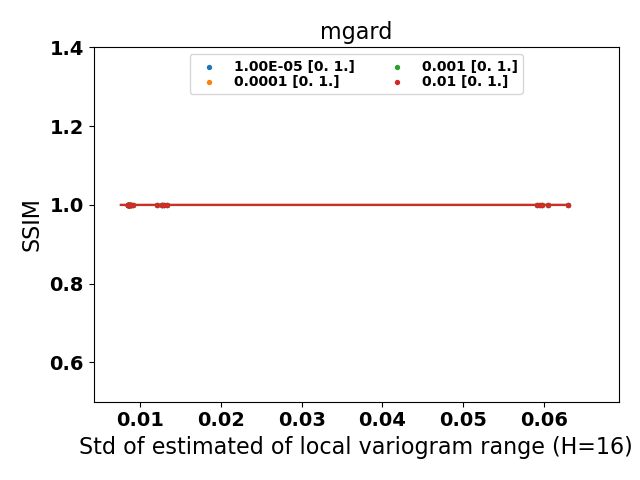 mgard
1.00E-05 [0. 1.]
0.0001 [0. 1.]
0.001 [0. 1.]
0.01 [0. 1.]
SSIM
1.4
1.2
1.0
0.8
0.6
0.01 0.02 0.03 0.04 0.05 0.06
Std of estimated of local variogram range (H=16)